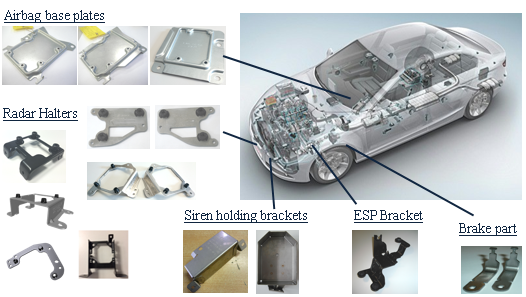 Airbag base plates
Radar Halters
Siren holding brackets
ESP Bracket
Brake part